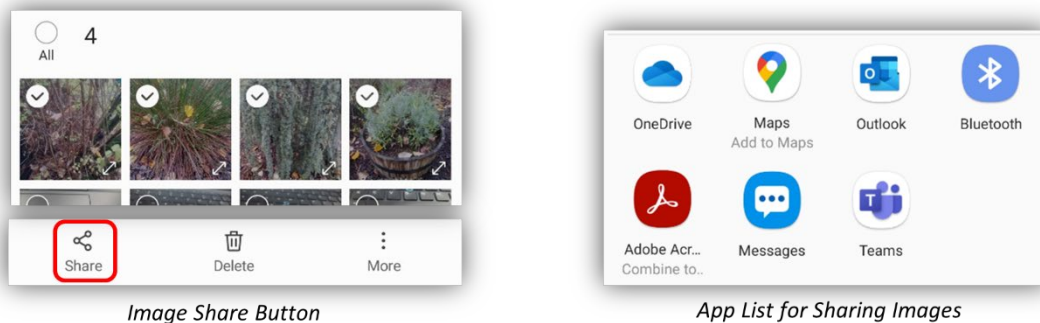 4
All
Share
Delete
More
Image Share Button
OneDrive
Maps
Add to Maps
Outlook
Bluetooth
Adobe Acr...
Combine to..
Messages
Teams
App List for Sharing Images